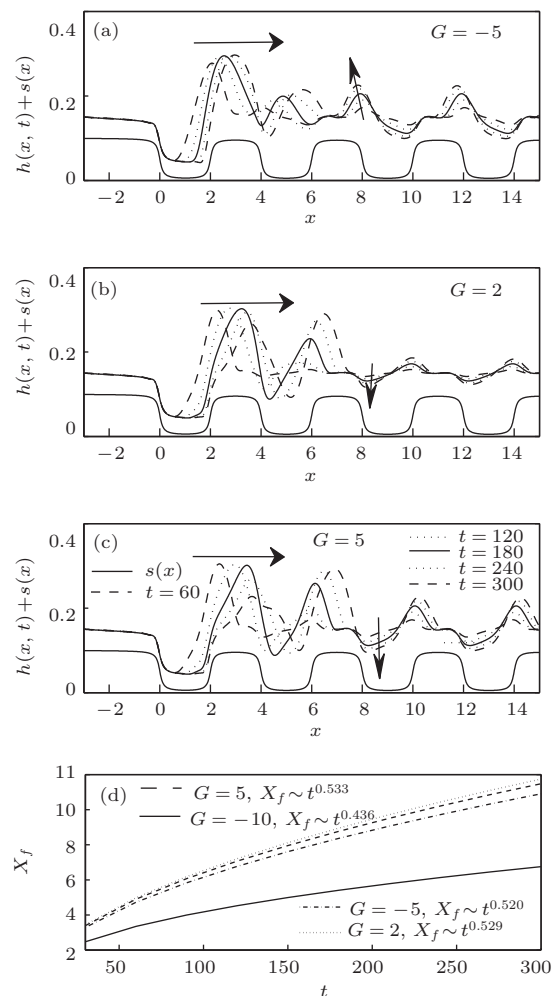 (a)
G = −5
h(x, t)+s(x)
0.4
0.2
0
−2 0 2 4 6 8 10 12 14
x
(b)
G = 2
h(x, t)+s(x)
0.4
0.2
0
−2 0 2 4 6 8 10 12 14
x
(c)
G = 5
h(x, t)+s(x)
0.4
0.2
0
s(x)
t = 60
t = 120
t = 180
t = 240
t = 300
−2 0 2 4 6 8 10 12 14
x
(d)
G = 5, X_f ~ t^0.533
G = −10, X_f ~ t^0.436
G = −5, X_f ~ t^0.520
G = 2, X_f ~ t^0.529
X_f
11
10
8
6
4
2
50 100 150 200 250 300
t